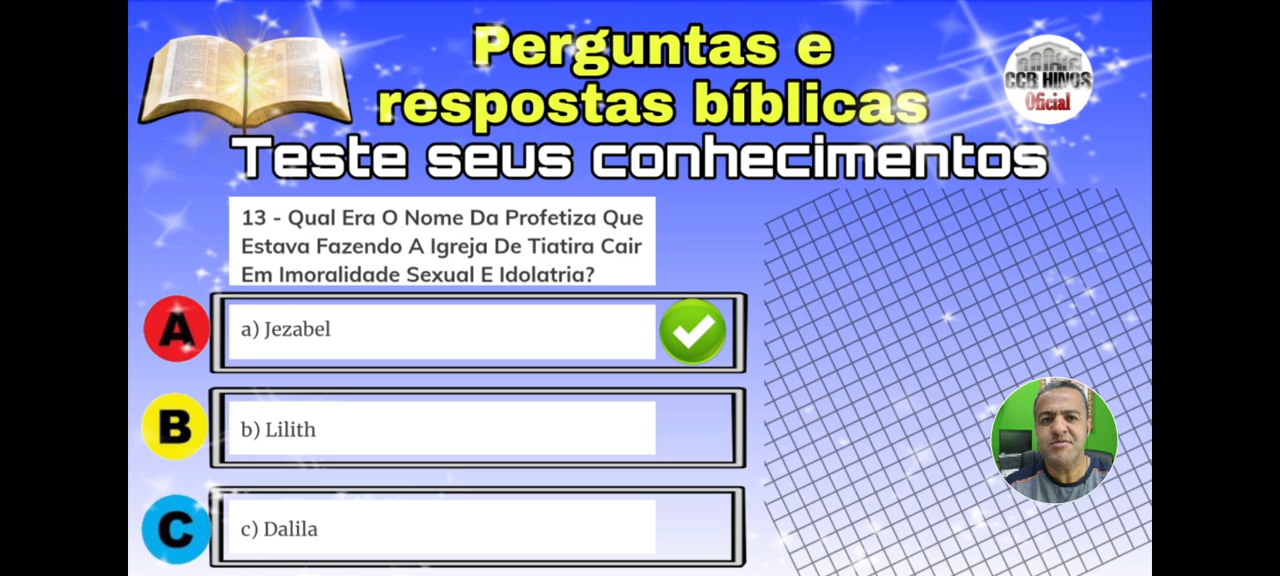 Perguntas e
respostas bíblicas
CCB HINOS
Oficial
Teste seus conhecimentos
13 - Qual Era O Nome Da Profetiza Que
Estava Fazendo A Igreja De Tiatira Cair
Em Imoralidade Sexual E Idolatria?
A
a) Jezabel
B
b) Lilith
C
c) Dalila